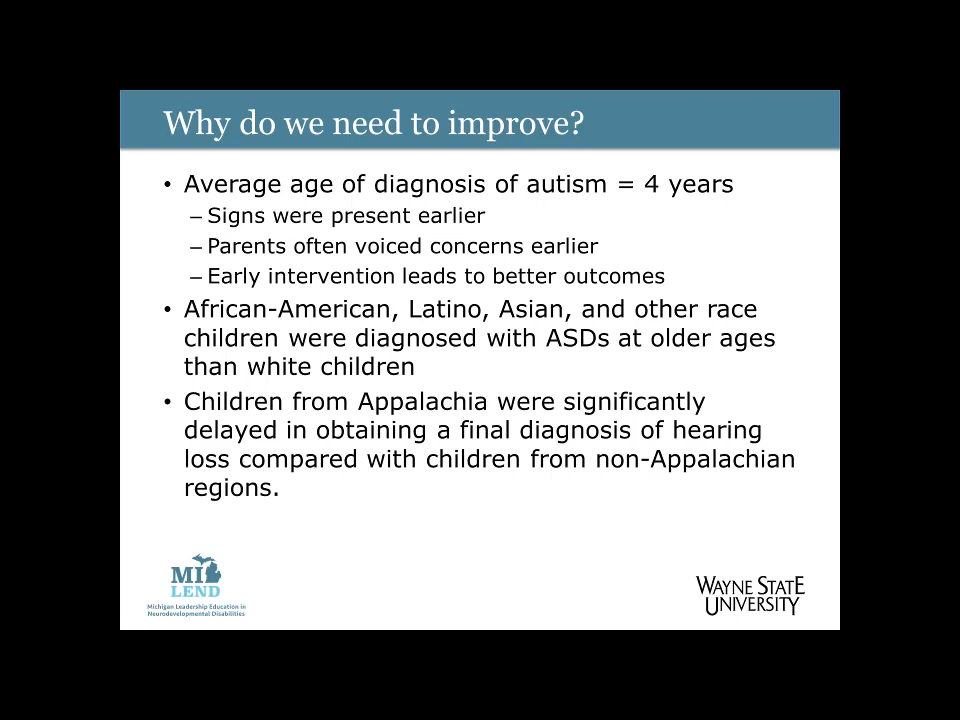 Why do we need to improve?
• Average age of diagnosis of autism = 4 years
– Signs were present earlier
– Parents often voiced concerns earlier
– Early intervention leads to better outcomes
• African-American, Latino, Asian, and other race
children were diagnosed with ASDs at older ages
than white children
• Children from Appalachia were significantly
delayed in obtaining a final diagnosis of hearing
loss compared with children from non-Appalachian
regions.
MI
LEND
Michigan Leadership Education in
Neurodevelopmental Disabilities
WAYNE STATE
UNIVERSITY